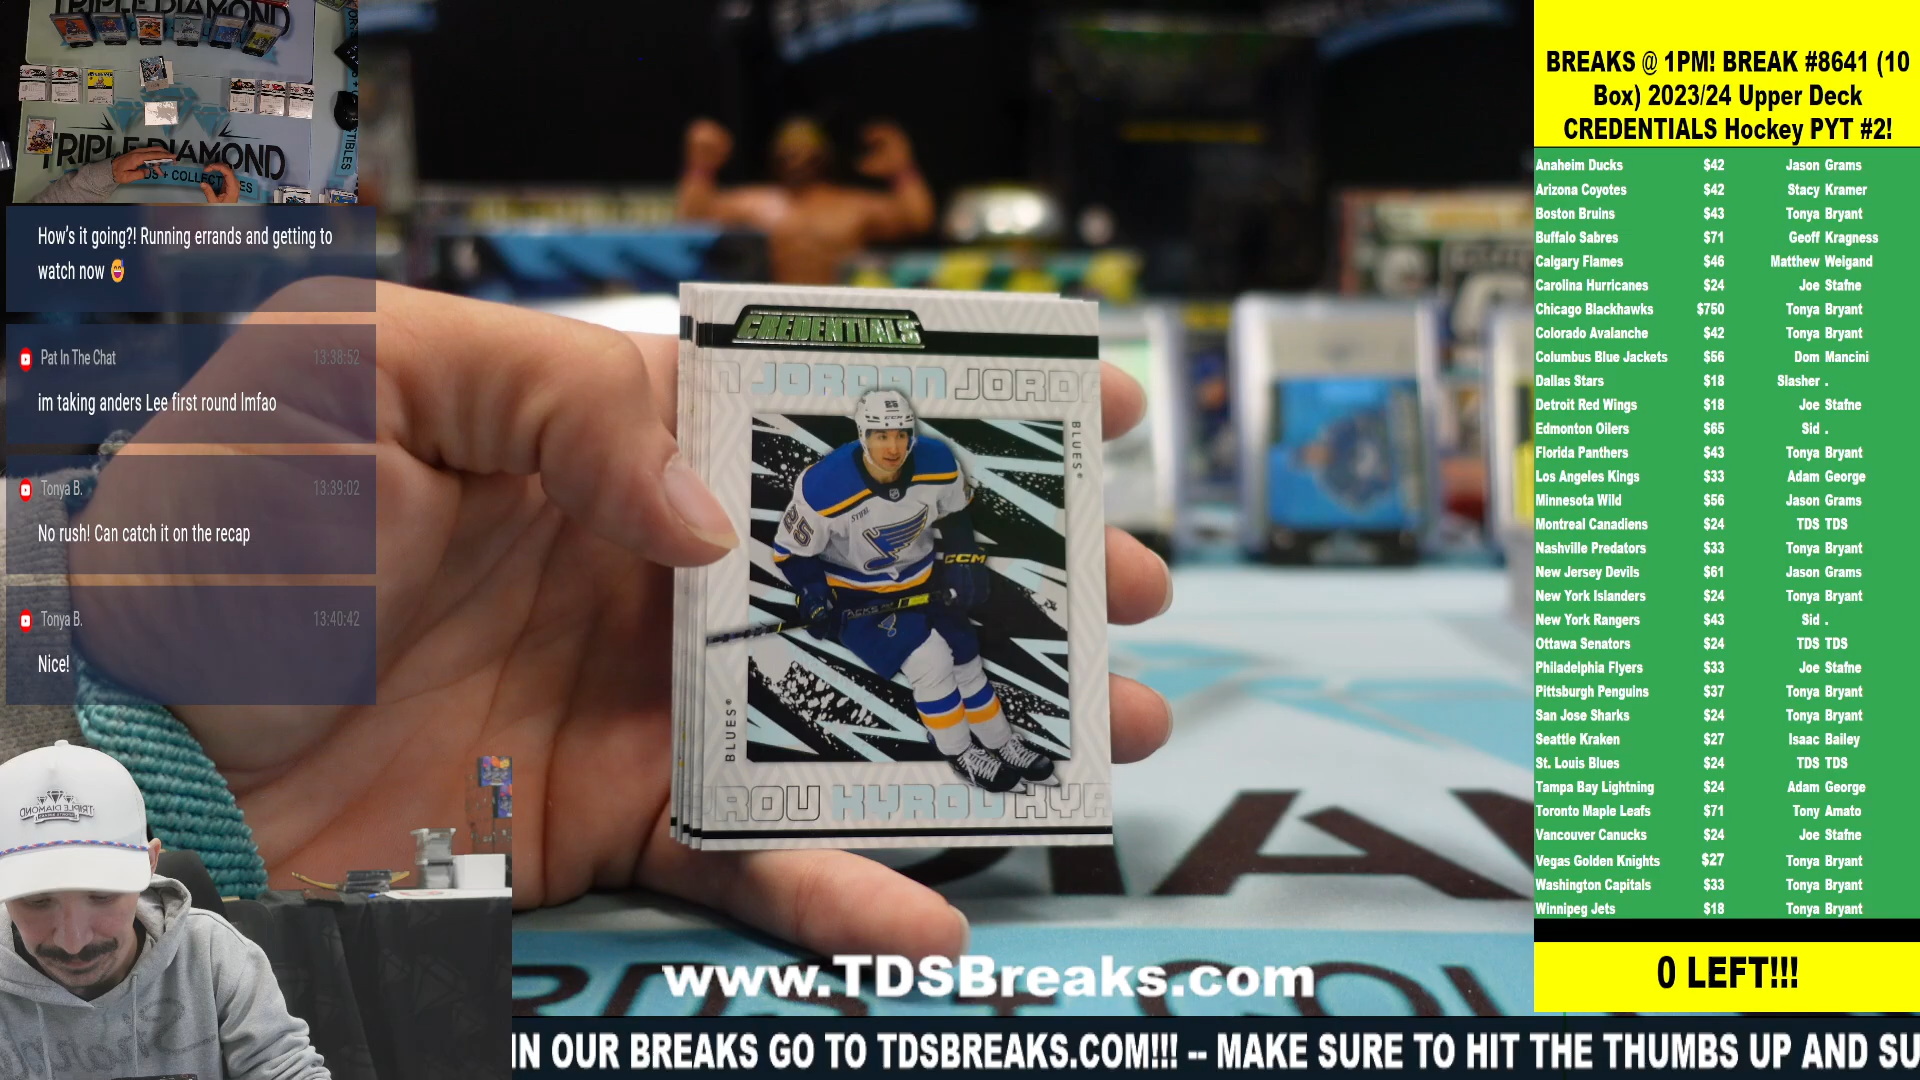 TRIPLE DIAMOND
TRIPLE DIAMOND
How's it going?! Running errands and getting to
watch now 😅
Pat In The Chat 13:38:52
im taking anders Lee first round lmfao
Tonya B. 13:39:02
No rush! Can catch it on the recap
Tonya B. 13:40:42
Nice!
CREDENTIALS
JORDAN JORDA
25
BLUES
25
CCM
BLUES
ROU KYROU KYR
www.TDSBreaks.com
IN OUR BREAKS GO TO TDSBREAKS.COM!!! -- MAKE SURE TO HIT THE THUMBS UP AND SU
BREAKS @ 1PM! BREAK #8641 (10
Box) 2023/24 Upper Deck
CREDENTIALS Hockey PYT #2!
Anaheim Ducks $42 Jason Grams
Arizona Coyotes $42 Stacy Kramer
Boston Bruins $43 Tonya Bryant
Buffalo Sabres $71 Geoff Kragness
Calgary Flames $46 Matthew Weigand
Carolina Hurricanes $24 Joe Stafne
Chicago Blackhawks $750 Tonya Bryant
Colorado Avalanche $42 Tonya Bryant
Columbus Blue Jackets $56 Dom Mancini
Dallas Stars $18 Slasher .
Detroit Red Wings $18 Joe Stafne
Edmonton Oilers $65 Sid .
Florida Panthers $43 Tonya Bryant
Los Angeles Kings $33 Adam George
Minnesota Wild $56 Jason Grams
Montreal Canadiens $24 TDS TDS
Nashville Predators $33 Tonya Bryant
New Jersey Devils $61 Jason Grams
New York Islanders $24 Tonya Bryant
New York Rangers $43 Sid .
Ottawa Senators $24 TDS TDS
Philadelphia Flyers $33 Joe Stafne
Pittsburgh Penguins $37 Tonya Bryant
San Jose Sharks $24 Tonya Bryant
Seattle Kraken $27 Isaac Bailey
St. Louis Blues $24 TDS TDS
Tampa Bay Lightning $24 Adam George
Toronto Maple Leafs $71 Tony Amato
Vancouver Canucks $24 Joe Stafne
Vegas Golden Knights $27 Tonya Bryant
Washington Capitals $33 Tonya Bryant
Winnipeg Jets $18 Tonya Bryant
0 LEFT!!!